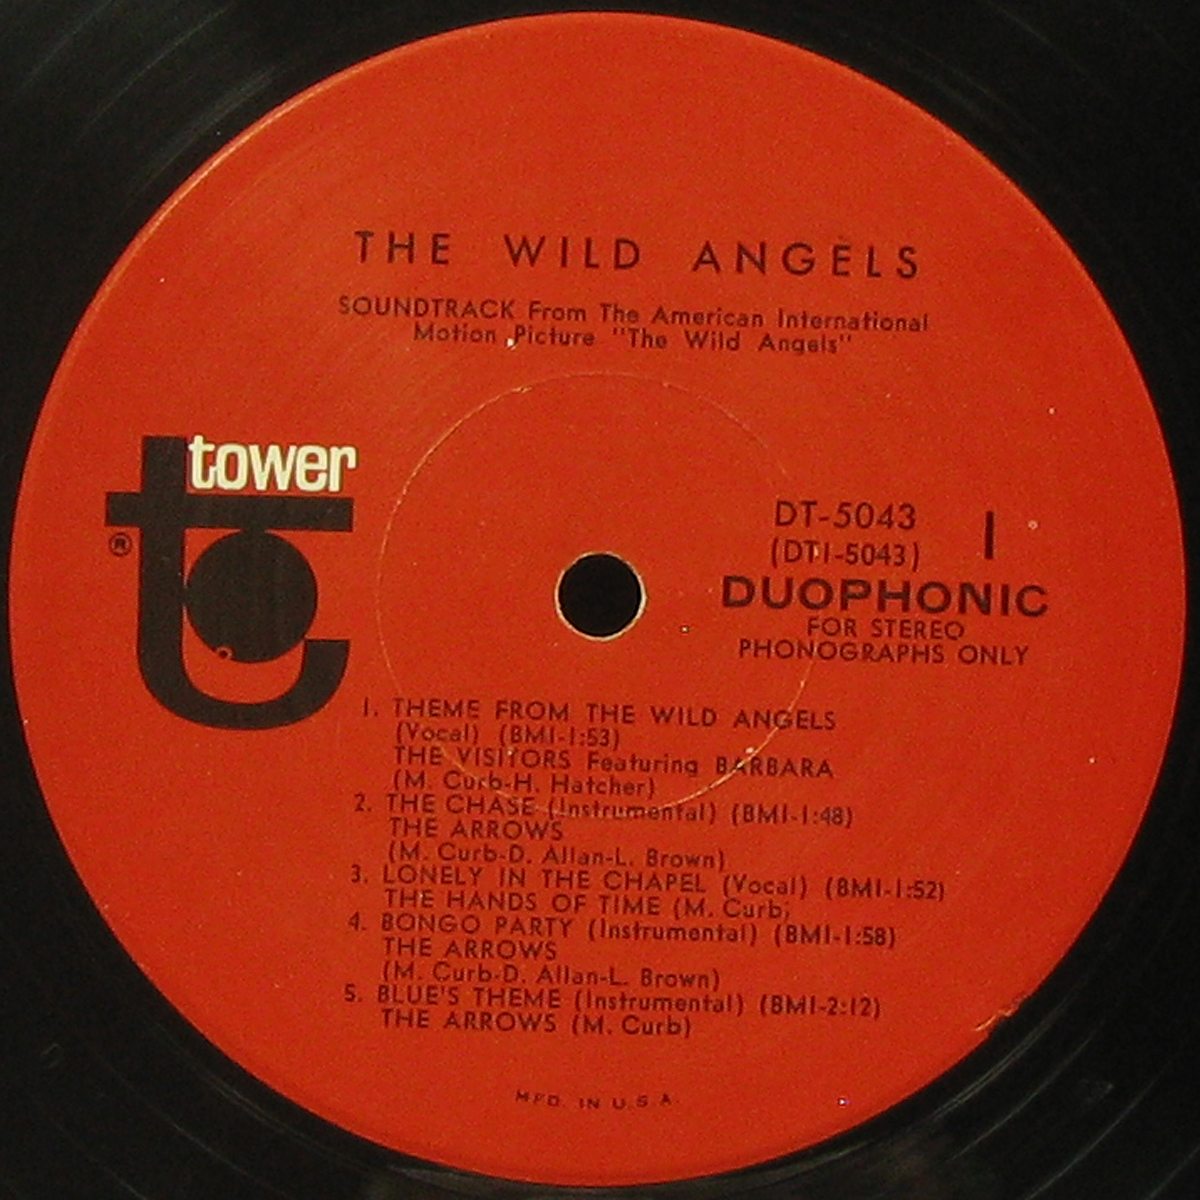 THE WILD ANGELS
SOUNDTRACK From The American International
Motion Picture "The Wild Angels"
tower
t
®
DT-5043
1
(DT1-5043)
DUOPHONIC
FOR STEREO
PHONOGRAPHS ONLY
1. THEME FROM THE WILD ANGELS
(Vocal) (BMI-1:53)
THE VISITORS Featuring BARBARA
(M. Curb-H. Hatcher)
2. THE CHASE (Instrumental) (BMI-1:48)
THE ARROWS
(M. Curb-D. Allan-L. Brown)
3. LONELY IN THE CHAPEL (Vocal) (BMI-1:52)
THE HANDS OF TIME (M. Curb)
4. BONGO PARTY (Instrumental) (BMI-1:58)
THE ARROWS
(M. Curb-D. Allan-L. Brown)
5. BLUE'S THEME (Instrumental) (BMI-2:12)
THE ARROWS (M. Curb)
MFD. IN U.S.A.